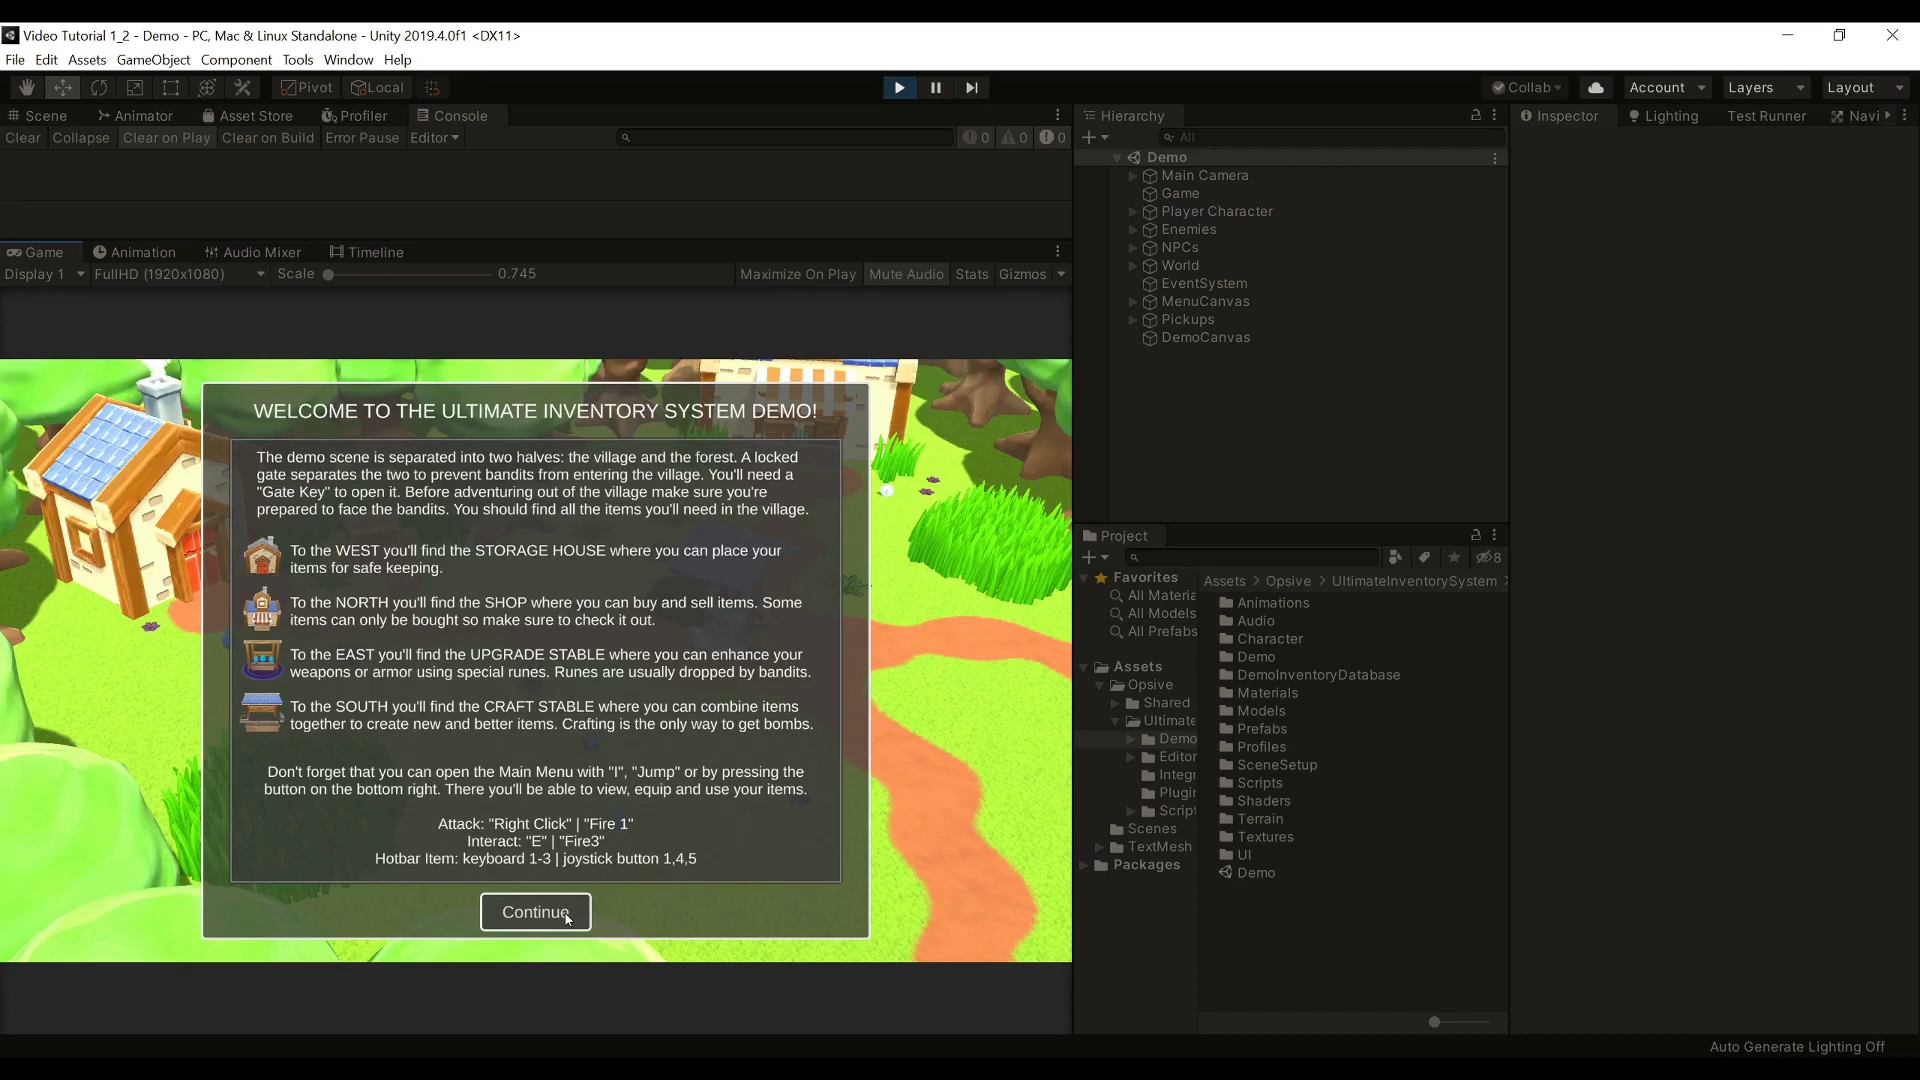 Video Tutorial 1_2 - Demo - PC, Mac & Linux Standalone - Unity 2019.4.0f1 <DX11>
File Edit Assets GameObject Component Tools Window Help
Pivot Local Collab Account Layers Layout
Scene Animator Asset Store Profiler Console
Clear Collapse Clear on Play Clear on Build Error Pause Editor 0 0 0
Game Animation Audio Mixer Timeline
Display 1 FullHD (1920x1080) Scale 0.745 Maximize On Play Mute Audio Stats Gizmos
WELCOME TO THE ULTIMATE INVENTORY SYSTEM DEMO!
The demo scene is separated into two halves: the village and the forest. A locked
gate separates the two to prevent bandits from entering the village. You'll need a
"Gate Key" to open it. Before adventuring out of the village make sure you're
prepared to face the bandits. You should find all the items you'll need in the village.
To the WEST you'll find the STORAGE HOUSE where you can place your
items for safe keeping.
To the NORTH you'll find the SHOP where you can buy and sell items. Some
items can only be bought so make sure to check it out.
To the EAST you'll find the UPGRADE STABLE where you can enhance your
weapons or armor using special runes. Runes are usually dropped by bandits.
To the SOUTH you'll find the CRAFT STABLE where you can combine items
together to create new and better items. Crafting is the only way to get bombs.
Don't forget that you can open the Main Menu with "I", "Jump" or by pressing the
button on the bottom right. There you'll be able to view, equip and use your items.
Attack: "Right Click" | "Fire 1"
Interact: "E" | "Fire3"
Hotbar Item: keyboard 1-3 | joystick button 1,4,5
Continue
Hierarchy
All
Demo
Main Camera
Game
Player Character
Enemies
NPCs
World
EventSystem
MenuCanvas
Pickups
DemoCanvas
Project
8
Favorites
All Materia
All Models
All Prefabs
Assets
Opsive
Shared
Ultimate
Demo
Editor
Integr
Plugin
Script
Scenes
TextMesh
Packages
Assets > Opsive > UltimateInventorySystem >
Animations
Audio
Character
Demo
DemoInventoryDatabase
Materials
Models
Prefabs
Profiles
SceneSetup
Scripts
Shaders
Terrain
Textures
UI
Demo
Inspector Lighting Test Runner Navi
Auto Generate Lighting Off